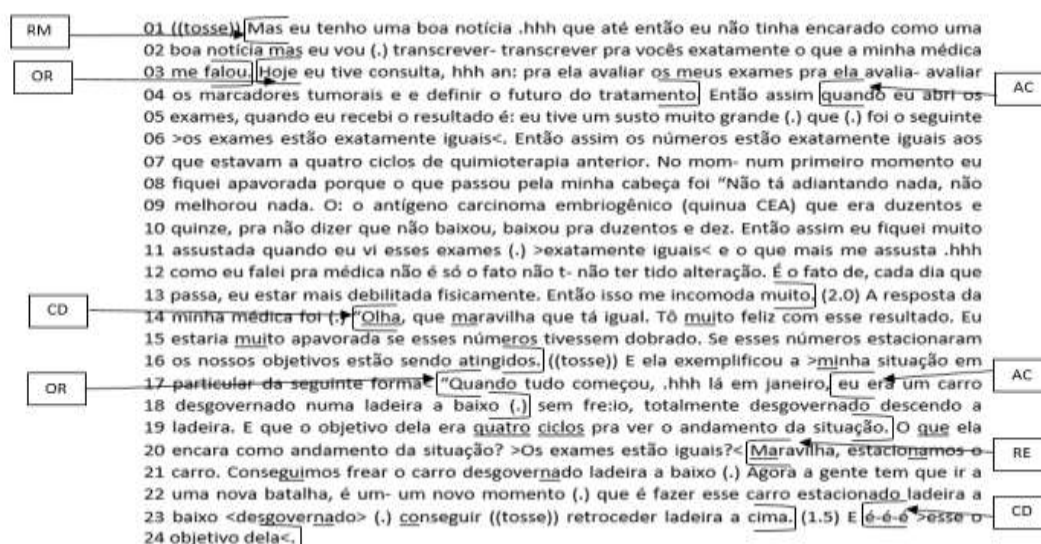 RM
01 ((tosse)) Mas eu tenho uma boa notícia .hhh que até então eu não tinha encarado como uma
02 boa notícia mas eu vou (.) transcrever- transcrever pra vocês exatamente o que a minha médica
OR
03 me falou. Hoje eu tive consulta, hhh an: pra ela avaliar os meus exames pra ela avalia- avaliar
AC
04 os marcadores tumorais e e definir o futuro do tratamento. Então assim quando eu abri os
05 exames, quando eu recebi o resultado é: eu tive um susto muito grande (.) que (.) foi o seguinte
06 >os exames estão exatamente iguais<. Então assim os números estão exatamente iguais aos
07 que estavam a quatro ciclos de quimioterapia anterior. No mom- num primeiro momento eu
08 fiquei apavorada porque o que passou pela minha cabeça foi "Não tá adiantando nada, não
09 melhorou nada. O: o antígeno carcinoma embriogênico (quinua CEA) que era duzentos e
10 quinze, pra não dizer que não baixou, baixou pra duzentos e dez. Então assim eu fiquei muito
11 assustada quando eu vi esses exames (.) >exatamente iguais< e o que mais me assusta .hhh
12 como eu falei pra médica não é só o fato não t- não ter tido alteração. É o fato de, cada dia que
13 passa, eu estar mais debilitada fisicamente. Então isso me incomoda muito. (2.0) A resposta da
CD
14 minha médica foi (.) "Olha, que maravilha que tá igual. Tô muito feliz com esse resultado. Eu
15 estaria muito apavorada se esses números tivessem dobrado. Se esses números estacionaram
16 os nossos objetivos estão sendo atingidos. ((tosse)) E ela exemplificou a >minha situação em
OR
AC
17 particular da seguinte forma< "Quando tudo começou, .hhh lá em janeiro, eu era um carro
18 desgovernado numa ladeira a baixo (.) sem fre:io, totalmente desgovernado descendo a
19 ladeira. E que o objetivo dela era quatro ciclos pra ver o andamento da situação. O que ela
20 encara como andamento da situação? >Os exames estão iguais?< Maravilha, estacionamos o
RE
21 carro. Conseguimos frear o carro desgovernado ladeira a baixo (.) Agora a gente tem que ir a
22 uma nova batalha, é um- um novo momento (.) que é fazer esse carro estacionado ladeira a
23 baixo <desgovernado> (.) conseguir ((tosse)) retroceder ladeira a cima. (1.5) E é-é-é >esse o
CD
24 objetivo dela<.